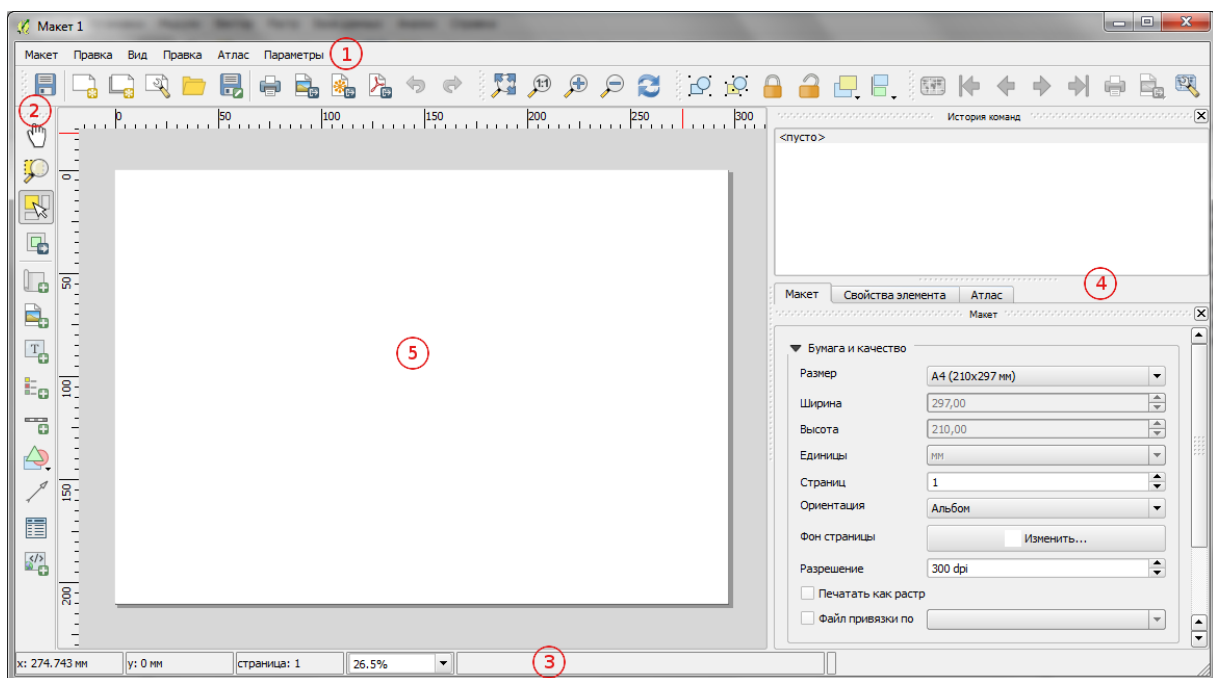 Макет 1
Макет Правка Вид Правка Атлас Параметры 1
1:1
2
0 50 100 150 200 250 300
История команд
<пусто>
0
50
100
150
200
T
</>
5
4
Макет Свойства элемента Атлас
Макет
Бумага и качество
Размер A4 (210x297 мм)
Ширина 297,00
Высота 210,00
Единицы мм
Страниц 1
Ориентация Альбом
Фон страницы Изменить...
Разрешение 300 dpi
Печатать как растр
Файл привязки по
x: 274.743 мм y: 0 мм страница: 1 26.5% 3